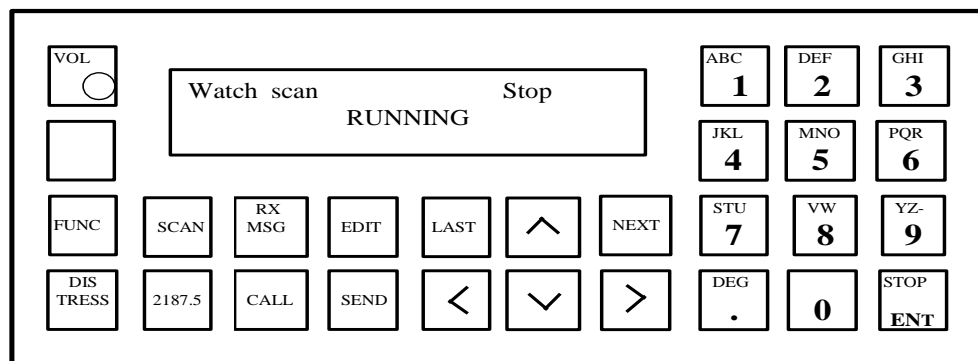 VOL
Watch scan Stop
RUNNING
ABC
1
DEF
2
GHI
3
JKL
4
MNO
5
PQR
6
FUNC
SCAN
RX
MSG
EDIT
LAST
NEXT
STU
7
VW
8
YZ-
9
DIS
TRESS
2187.5
CALL
SEND
DEG
.
0
STOP
ENT